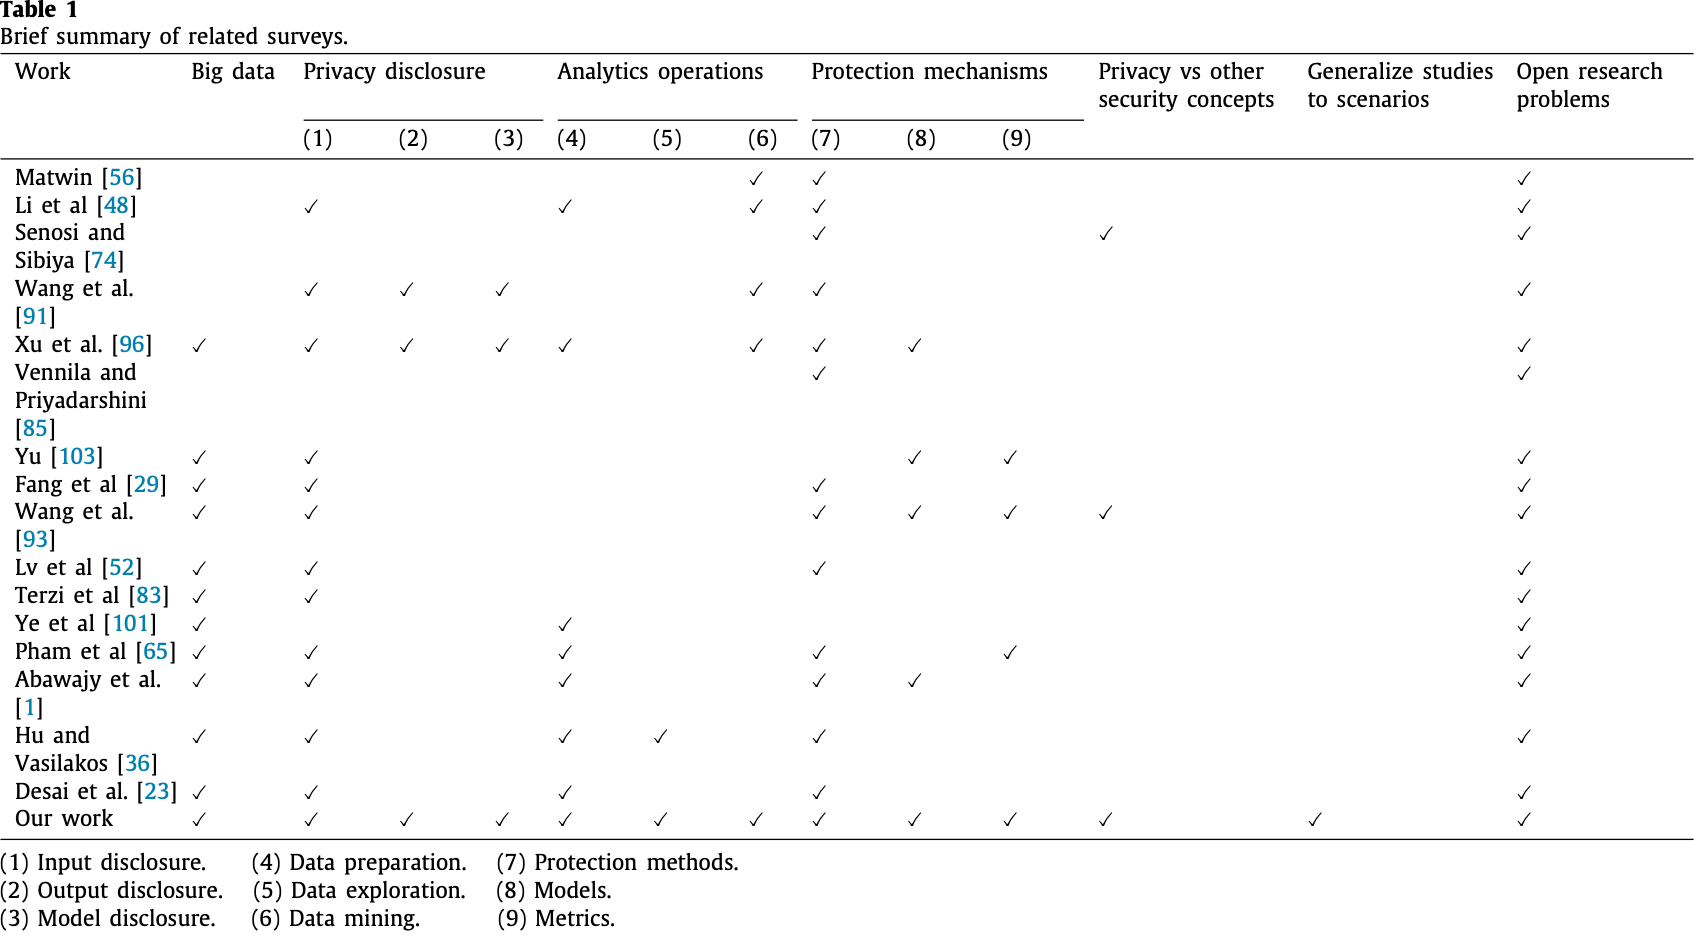 Table 1
Brief summary of related surveys.
Work Big data Privacy disclosure Analytics operations Protection mechanisms Privacy vs other security concepts Generalize studies to scenarios Open research problems
(1) (2) (3) (4) (5) (6) (7) (8) (9)
Matwin [56] ✓ ✓ ✓
Li et al [48] ✓ ✓ ✓ ✓ ✓
Senosi and ✓ ✓ ✓
Sibiya [74]
Wang et al. ✓ ✓ ✓ ✓ ✓ ✓
[91]
Xu et al. [96] ✓ ✓ ✓ ✓ ✓ ✓ ✓ ✓ ✓
Vennila and ✓ ✓
Priyadarshini
[85]
Yu [103] ✓ ✓ ✓ ✓ ✓
Fang et al [29] ✓ ✓ ✓ ✓
Wang et al. ✓ ✓ ✓ ✓ ✓ ✓ ✓
[93]
Lv et al [52] ✓ ✓ ✓ ✓
Terzi et al [83] ✓ ✓ ✓
Ye et al [101] ✓ ✓ ✓
Pham et al [65] ✓ ✓ ✓ ✓ ✓ ✓
Abawajy et al. ✓ ✓ ✓ ✓ ✓ ✓
[1]
Hu and ✓ ✓ ✓ ✓ ✓ ✓
Vasilakos [36]
Desai et al. [23] ✓ ✓ ✓ ✓ ✓
Our work ✓ ✓ ✓ ✓ ✓ ✓ ✓ ✓ ✓ ✓ ✓ ✓ ✓
(1) Input disclosure. (4) Data preparation. (7) Protection methods.
(2) Output disclosure. (5) Data exploration. (8) Models.
(3) Model disclosure. (6) Data mining. (9) Metrics.